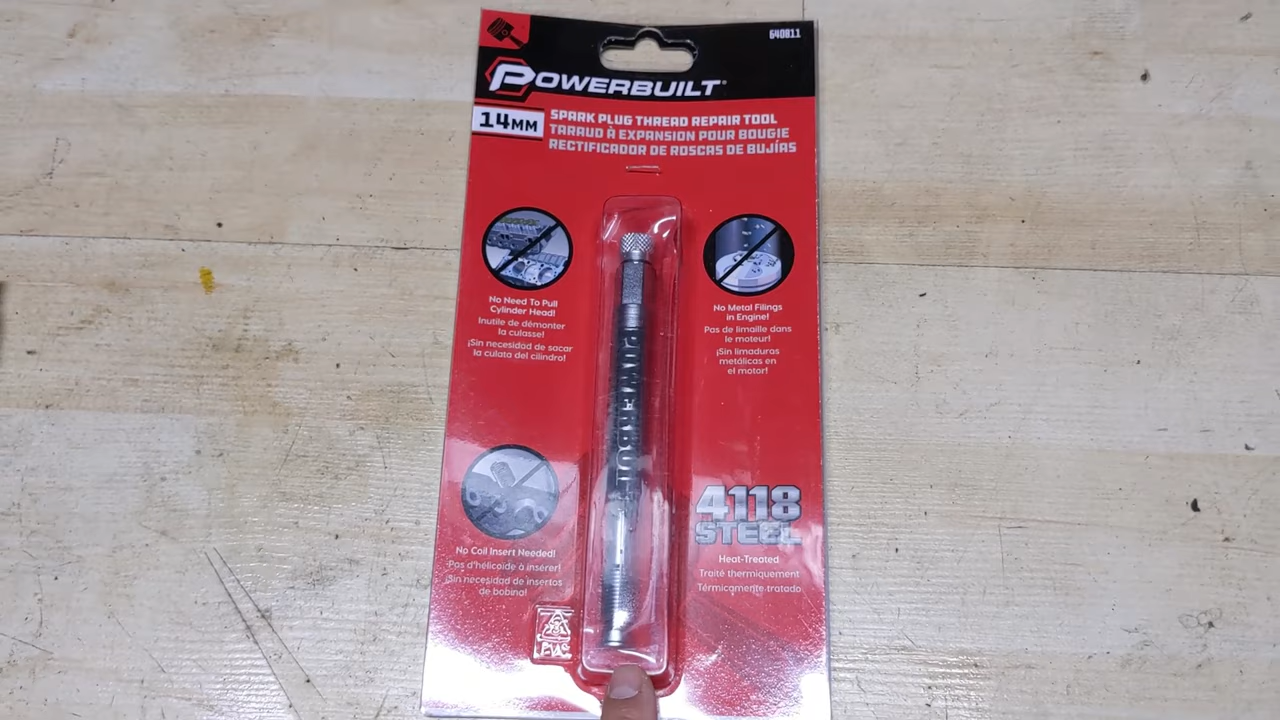 640811
POWERBUILT
14MM
SPARK PLUG THREAD REPAIR TOOL
TARAUD À EXPANSION POUR BOUGIE
RECTIFICADOR DE ROSCAS DE BUJÍAS
No Need To Pull
Cylinder Head!
Inutile de démonter
la culasse!
¡Sin necesidad de sacar
la culata del cilindro!
No Metal Filings
in Engine!
Pas de limaille dans
le moteur!
¡Sin limaduras
metálicas en
el motor!
POWERBUILT
No Coil Insert Needed!
Pas d'hélicoïde à insérer!
¡Sin necesidad de insertos
de bobina!
4118
STEEL
Heat-Treated
Traité thermiquement
Térmicamente tratado